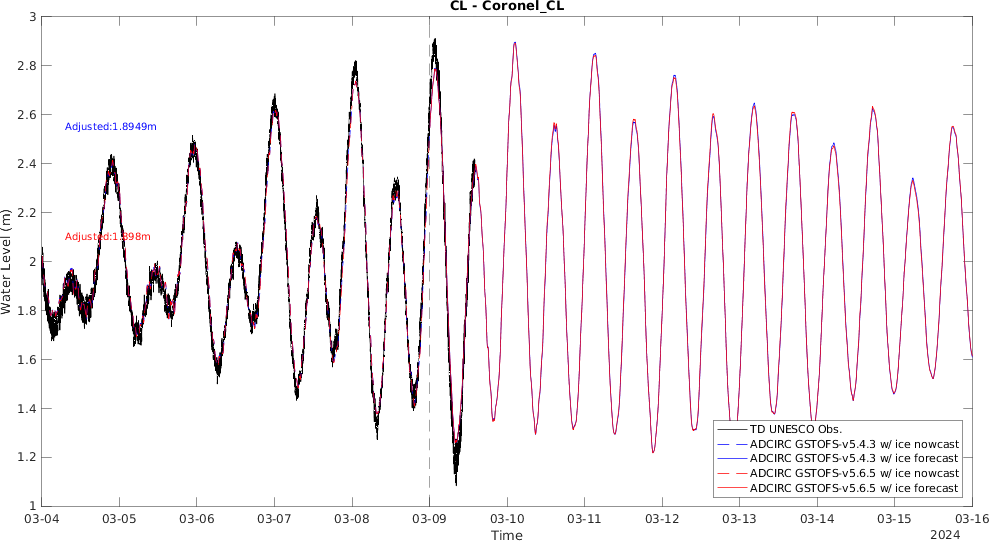 CL - Coronel_CL
3
2.8
2.6
2.4
2.2
2
1.8
1.6
1.4
1.2
1
Water Level (m)
Adjusted:1.8949m
Adjusted:1.898m
TD UNESCO Obs.
ADCIRC GSTOFS-v5.4.3 w/ ice nowcast
ADCIRC GSTOFS-v5.4.3 w/ ice forecast
ADCIRC GSTOFS-v5.6.5 w/ ice nowcast
ADCIRC GSTOFS-v5.6.5 w/ ice forecast
03-04 03-05 03-06 03-07 03-08 03-09 03-10 03-11 03-12 03-13 03-14 03-15 03-16
Time
2024